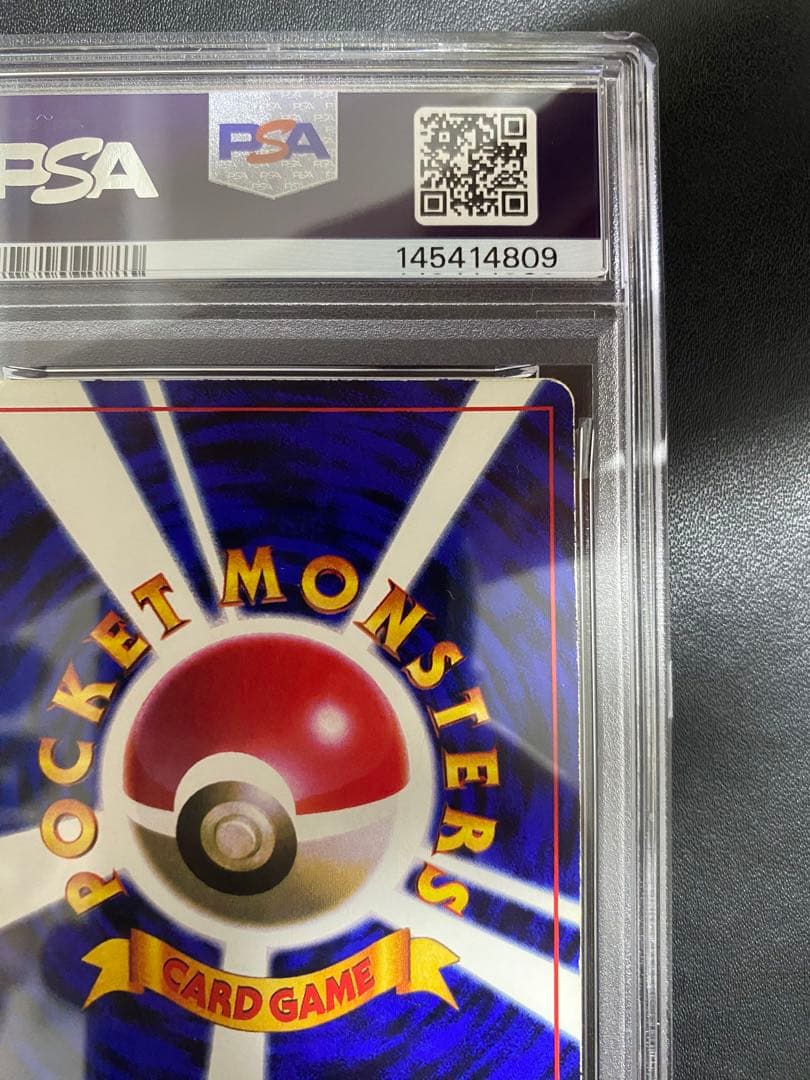 PSA
PSA
145414809
POCKET MONSTERS
CARD GAME